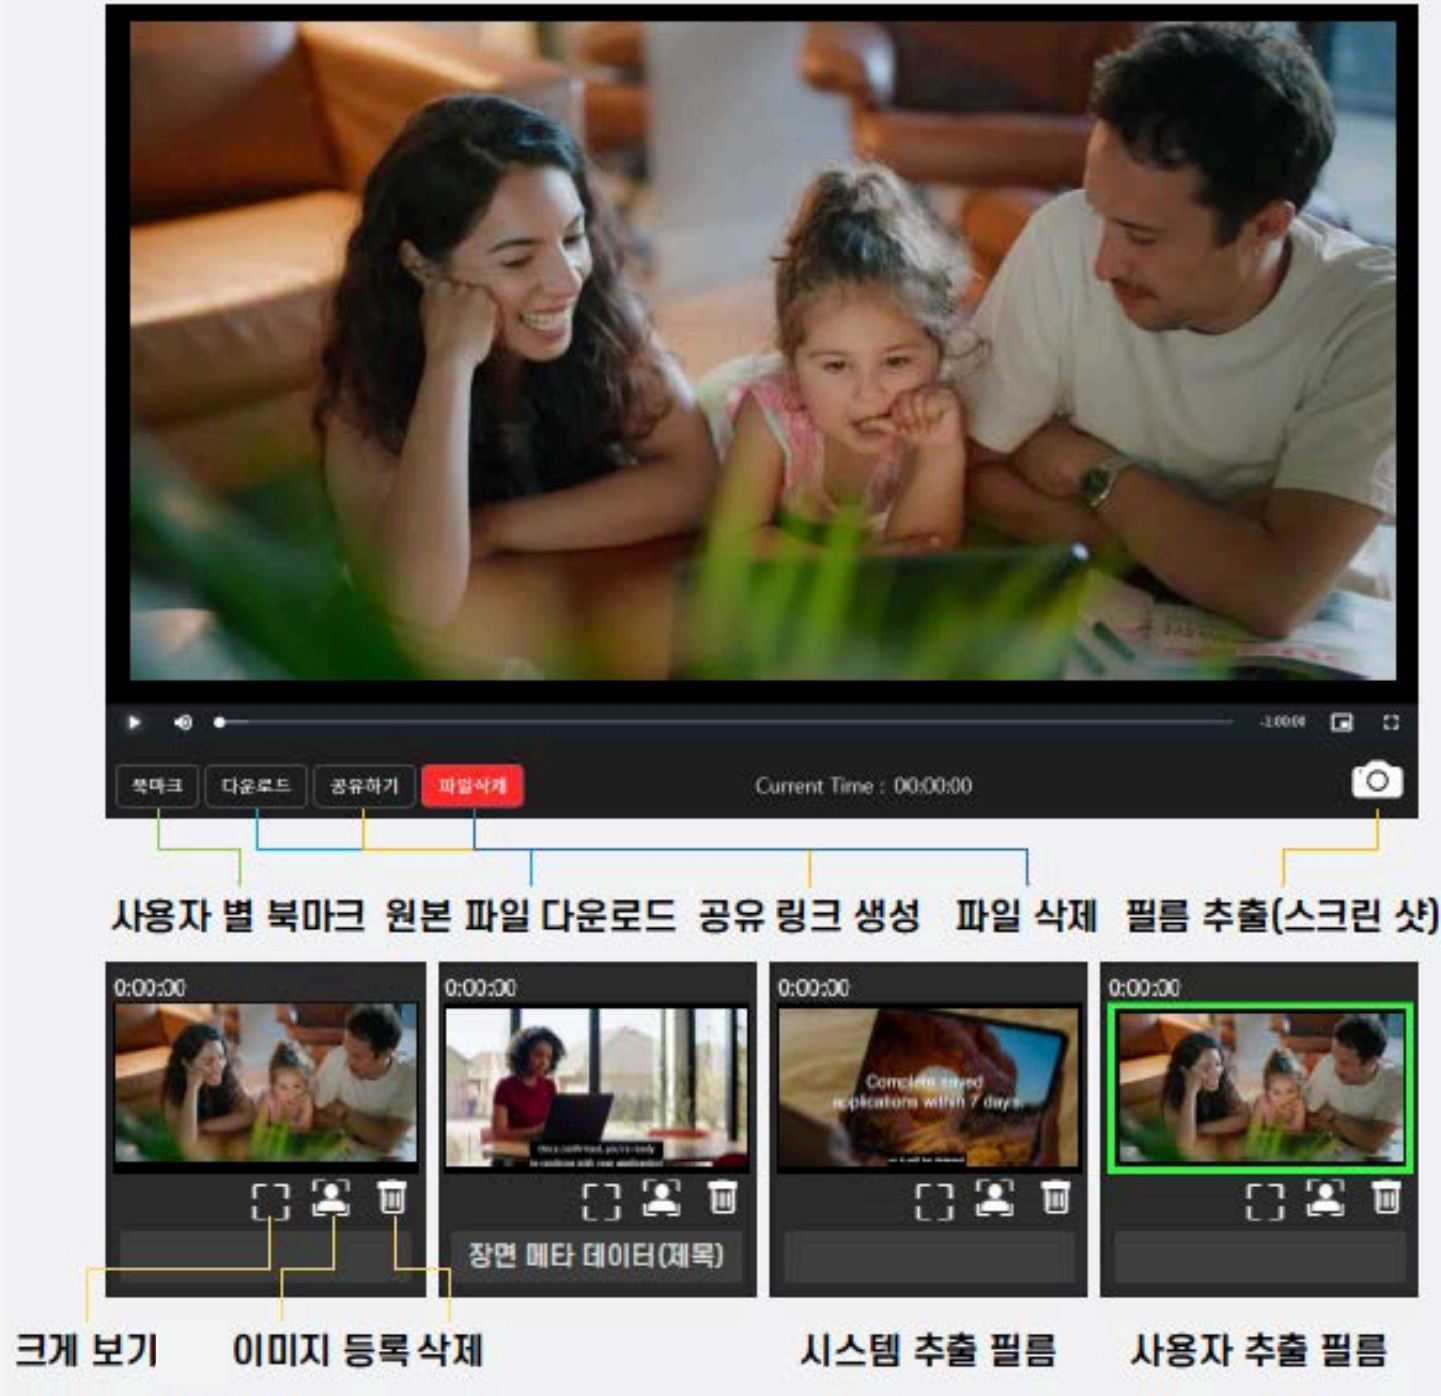 -1:00:00
북마크 다운로드 공유하기 파일삭제 Current Time : 00:00:00
사용자 별 북마크 원본 파일 다운로드 공유 링크 생성 파일 삭제 필름 추출(스크린 샷)
0:00:00 0:00:00 0:00:00 0:00:00
Complete saved
applications within 7 days.
장면 메타 데이터(제목)
크게 보기 이미지 등록 삭제 시스템 추출 필름 사용자 추출 필름